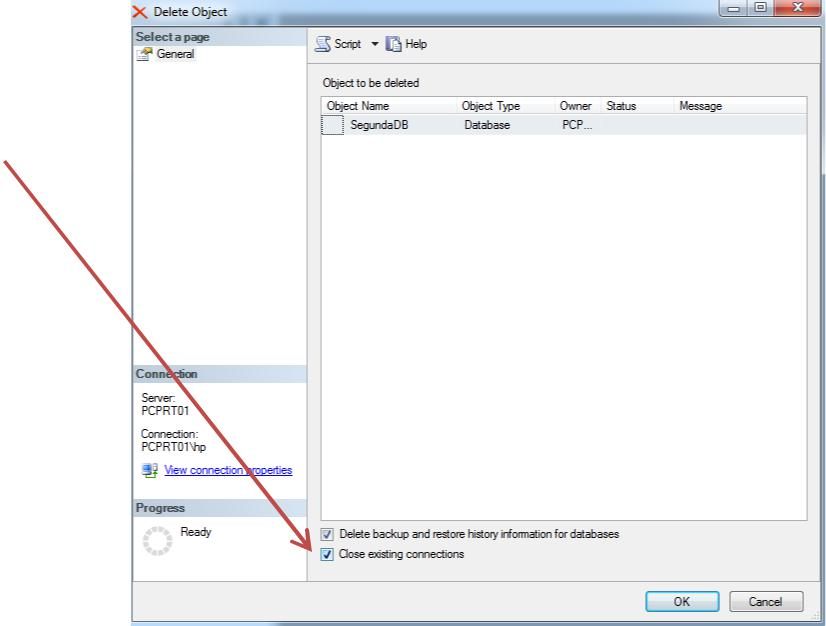 Delete Object
Select a page
General
Script Help
Object to be deleted
Object Name Object Type Owner Status Message
SegundaDB Database PCP...
Connection
Server:
PCPRT01
Connection:
PCPRT01\hp
View connection properties
Progress
Ready
Delete backup and restore history information for databases
Close existing connections
OK Cancel